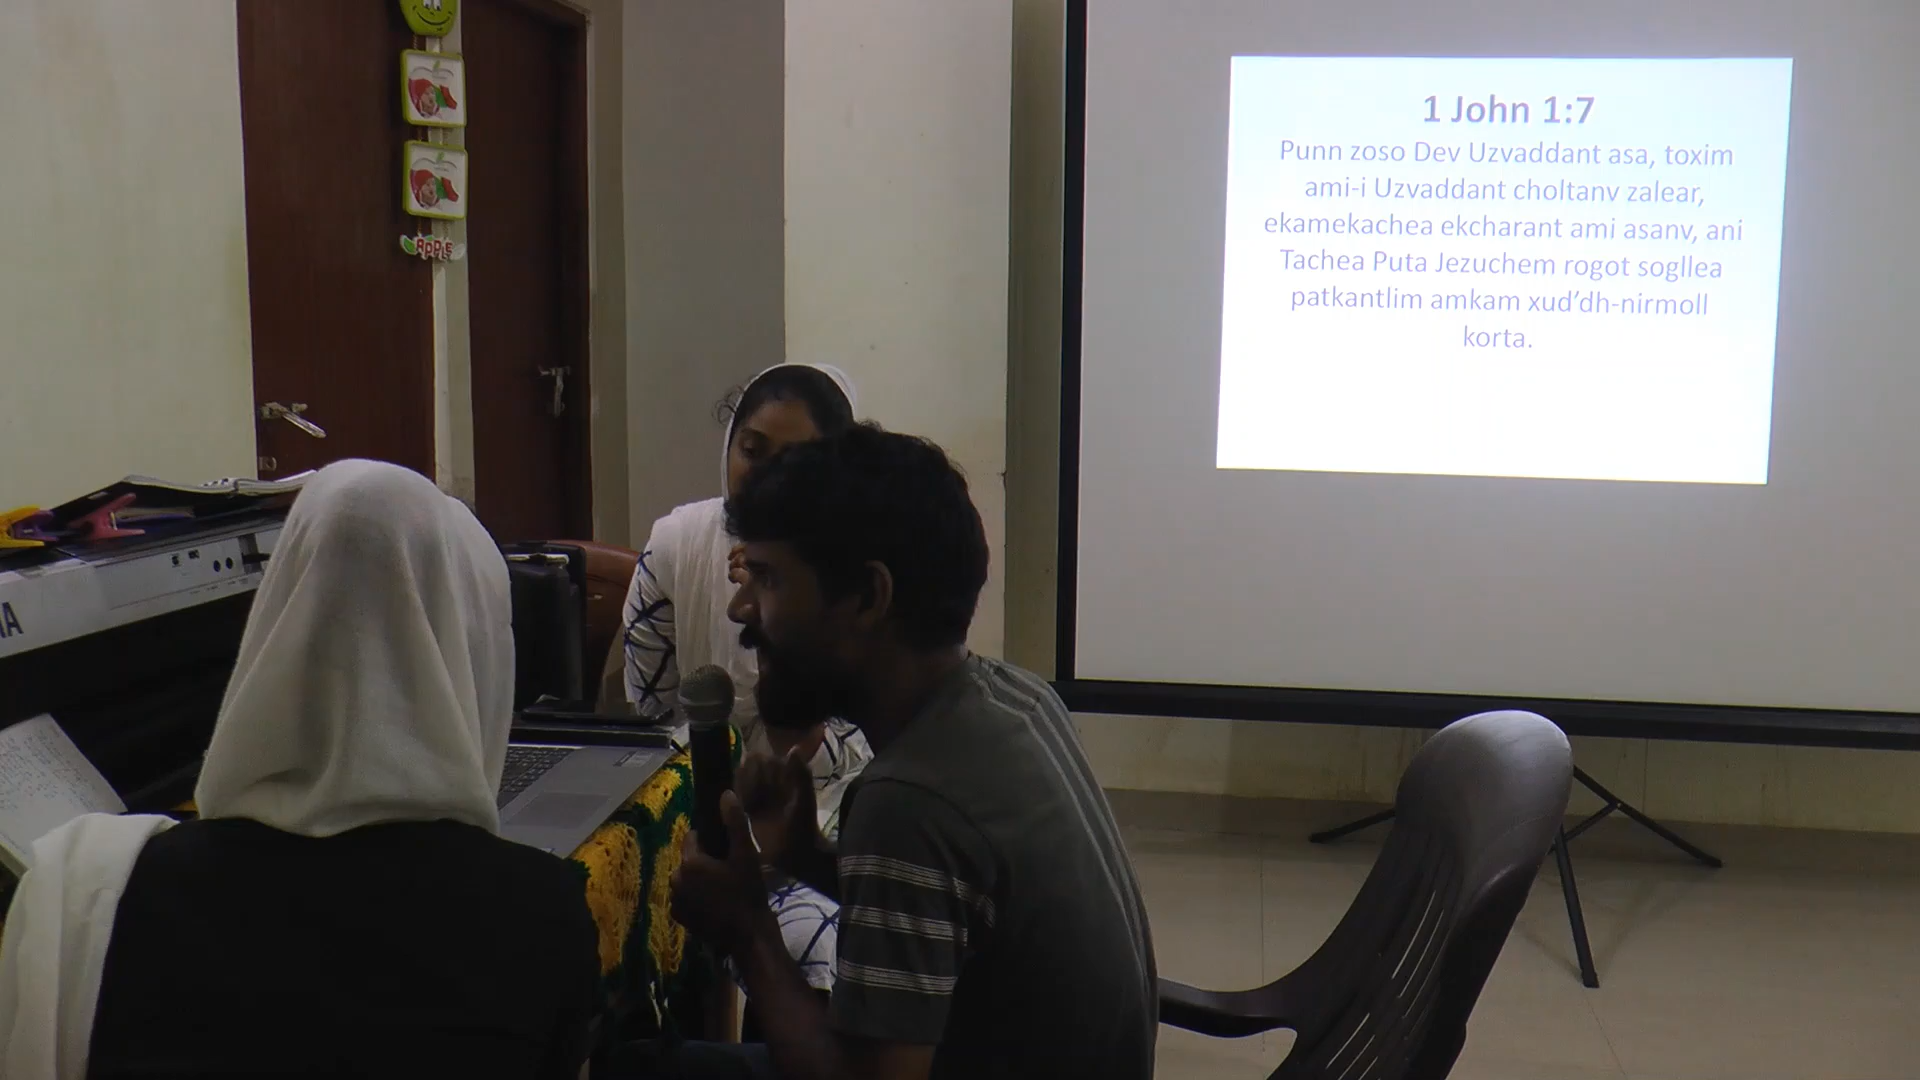 1 John 1:7
Punn zoso Dev Uzvaddant asa, toxim
ami-i Uzvaddant choltanv zalear,
ekamekachea ekcharant ami asanv, ani
Tachea Puta Jezuchem rogot sogllea
patkantlim amkam xud’dh-nirmoll
korta.
APPLE